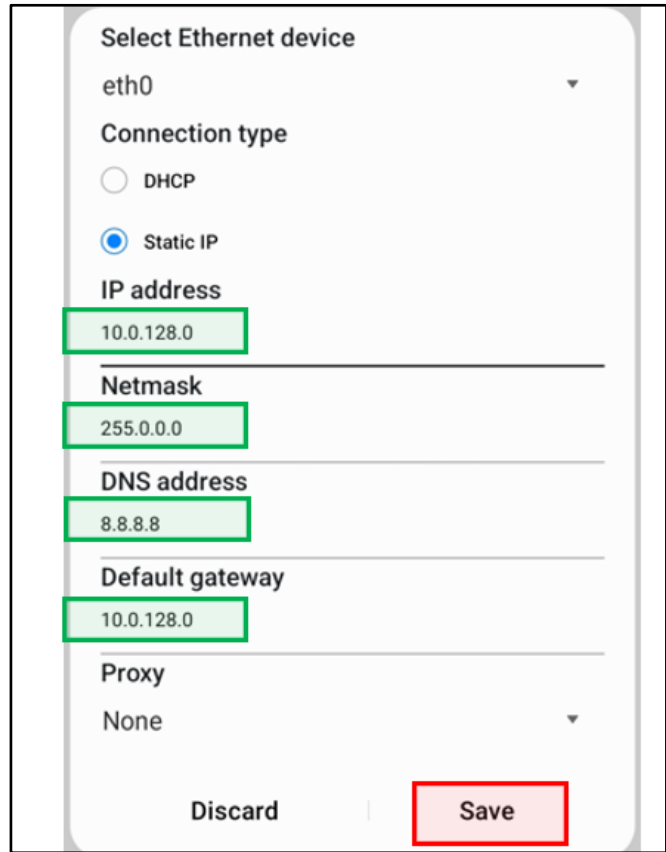 Select Ethernet device
eth0
Connection type
DHCP
Static IP
IP address
10.0.128.0
Netmask
255.0.0.0
DNS address
8.8.8.8
Default gateway
10.0.128.0
Proxy
None
Discard Save